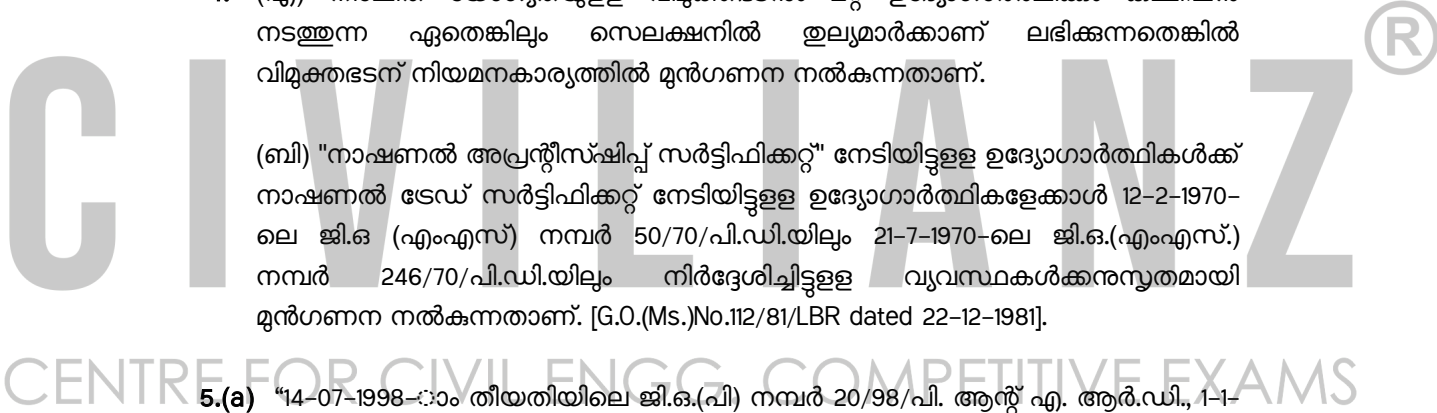 നടത്തുന്ന ഏതെങ്കിലും സെലക്ഷനിൽ തുല്യമാർക്കാണ് ലഭിക്കുന്നതെങ്കിൽ
വിമുക്തഭടന് നിയമനകാര്യത്തിൽ മുൻഗണന നൽകുന്നതാണ്.
(ബി) "നാഷണൽ അപ്രന്റീസ്ഷിപ്പ് സർട്ടിഫിക്കറ്റ്" നേടിയിട്ടുളള ഉദ്യോഗാർത്ഥികൾക്ക്
നാഷണൽ ട്രേഡ് സർട്ടിഫിക്കറ്റ് നേടിയിട്ടുളള ഉദ്യോഗാർത്ഥികളേക്കാൾ 12-2-1970-
ലെ ജി.ഒ (എംഎസ്) നമ്പർ 50/70/പി.ഡി.യിലും 21-7-1970-ലെ ജി.ഒ.(എംഎസ്.)
നമ്പർ 246/70/പി.ഡി.യിലും നിർദ്ദേശിച്ചിട്ടുളള വ്യവസ്ഥകൾക്കനുസൃതമായി
മുൻഗണന നൽകുന്നതാണ്. [G.O.(Ms.)No.112/81/LBR dated 22-12-1981].
5.(a) “14-07-1998-ാം തീയതിയിലെ ജി.ഒ.(പി) നമ്പർ 20/98/പി. ആന്റ് എ. ആർ.ഡി., 1-1-
CIVILIANZ ®
CENTRE FOR CIVIL ENGG. COMPETITIVE EXAMS